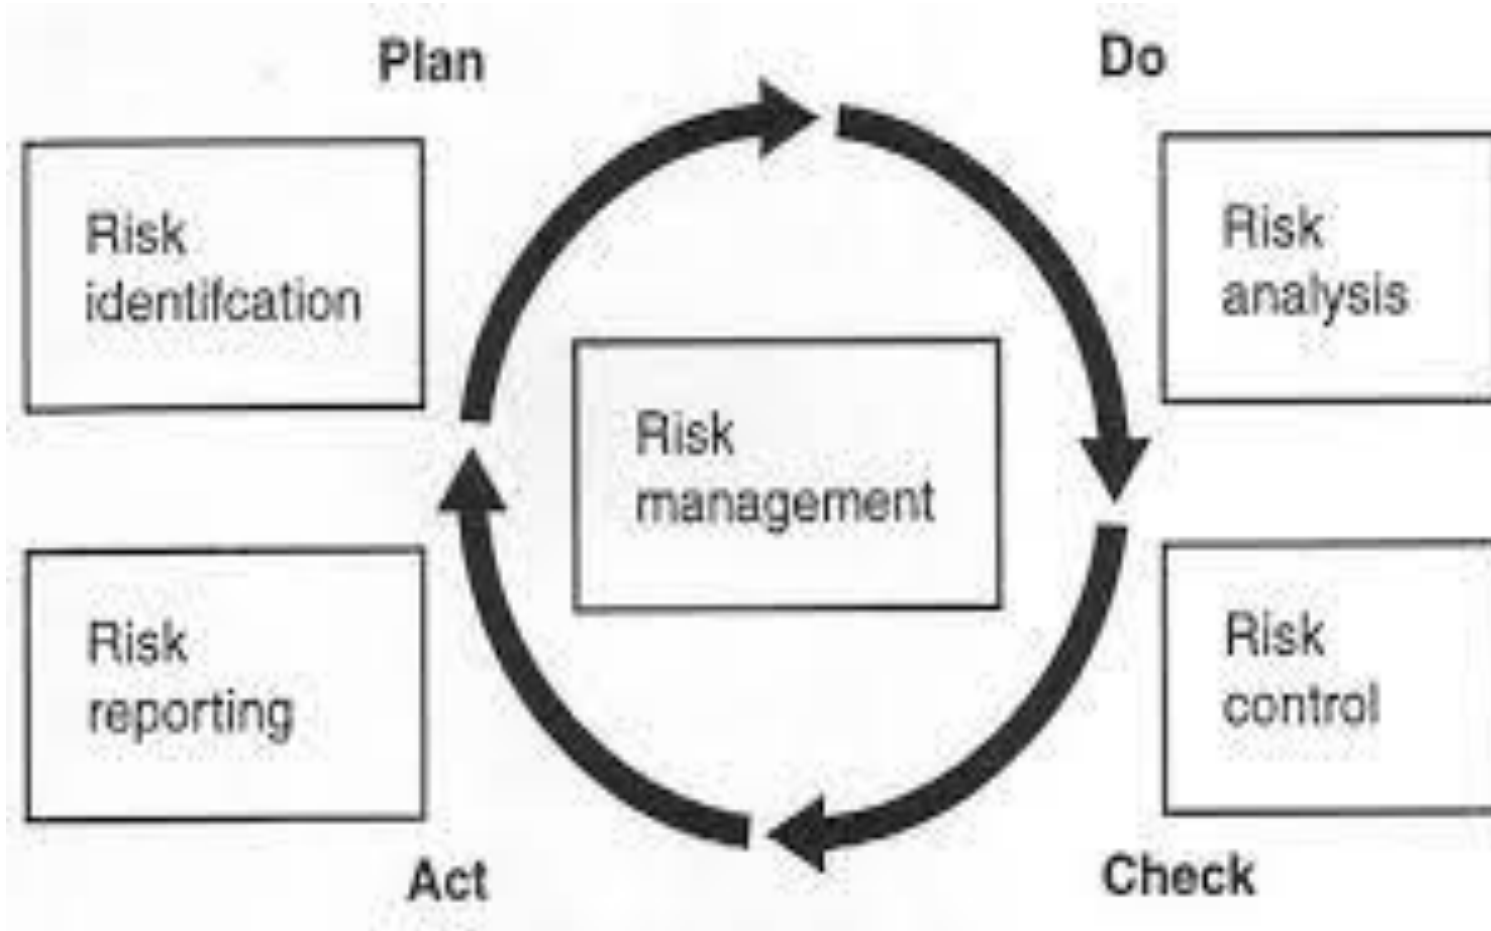 Plan
Do
Risk
identifcation
Risk
analysis
Risk
management
Risk
reporting
Risk
control
Act
Check